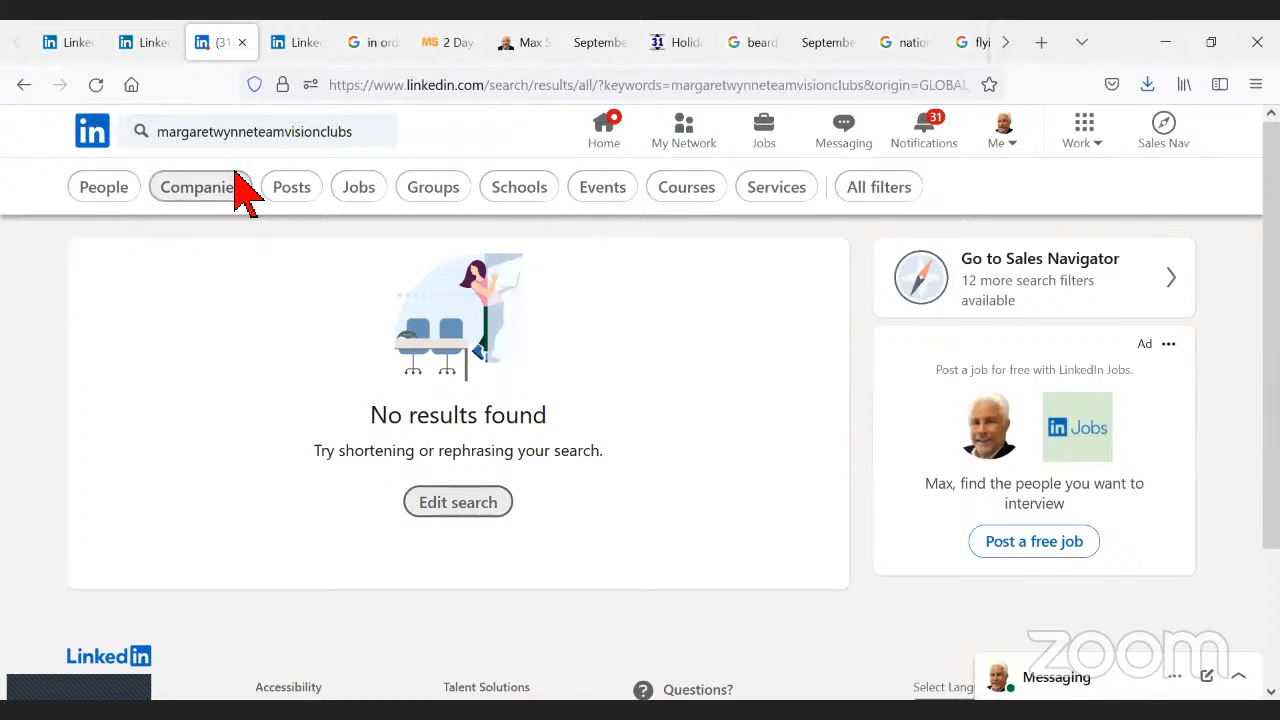 Linke
Linke
(31
Linke
in ord
MS 2 Day
Max S
Septembe
31 Holid
beard
Septembe
nation
flyi
https://www.linkedin.com/search/results/all/?keywords=margaretwynneteamvisionclubs&origin=GLOBAL_
in
margaretwynneteamvisionclubs
Home
My Network
Jobs
Messaging
31
Notifications
Me
Work
Sales Nav
People
Companie
Posts
Jobs
Groups
Schools
Events
Courses
Services
All filters
No results found
Try shortening or rephrasing your search.
Edit search
Go to Sales Navigator
12 more search filters
available
Ad
Post a job for free with LinkedIn Jobs.
in Jobs
Max, find the people you want to
interview
Post a free job
LinkedIn
Accessibility
Talent Solutions
Questions?
Select Lang
Messaging
zoom